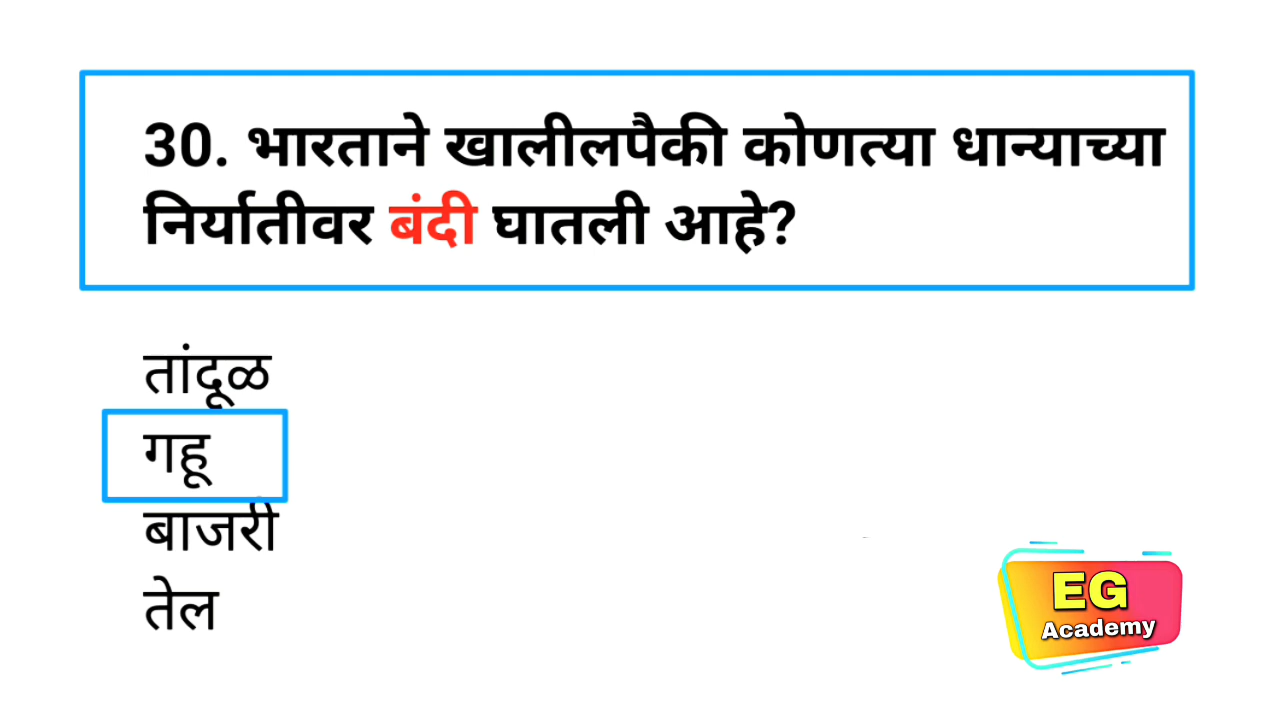 30. भारताने खालीलपैकी कोणत्या धान्याच्या
निर्यातीवर बंदी घातली आहे?
तांदूळ
गहू
बाजरी
तेल
EG
Academy